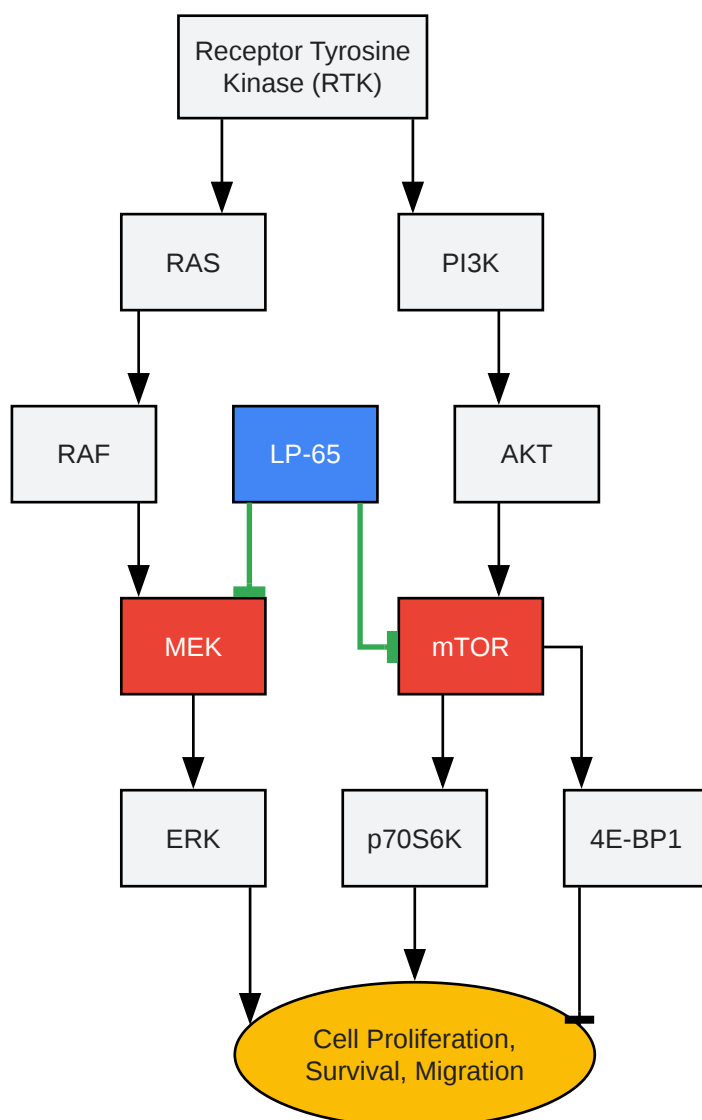 Receptor Tyrosine
Kinase (RTK)
RAS
PI3K
RAF
LP-65
AKT
MEK
mTOR
ERK
p70S6K
4E-BP1
Cell Proliferation,
Survival, Migration